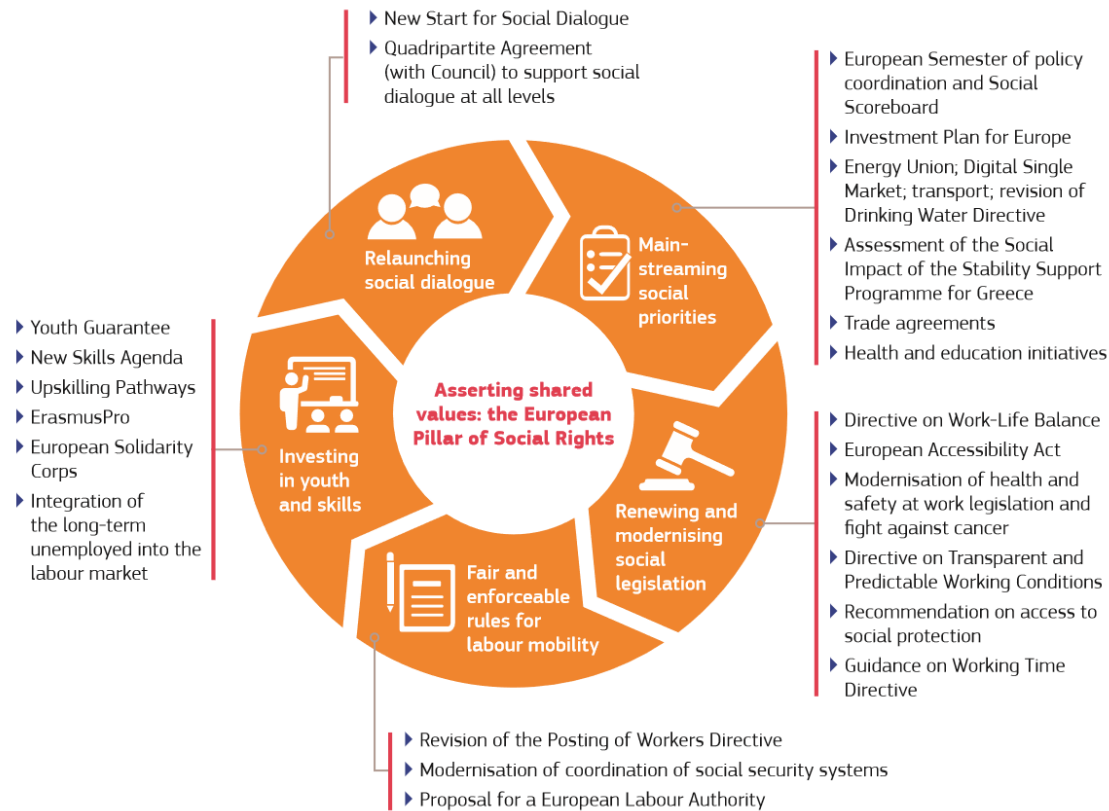 New Start for Social Dialogue
Quadripartite Agreement
(with Council) to support social
dialogue at all levels
European Semester of policy
coordination and Social
Scoreboard
Investment Plan for Europe
Energy Union; Digital Single
Market; transport; revision of
Drinking Water Directive
Assessment of the Social
Impact of the Stability Support
Programme for Greece
Trade agreements
Health and education initiatives
Relaunching
social dialogue
Main-
streaming
social
priorities
Youth Guarantee
New Skills Agenda
Upskilling Pathways
ErasmusPro
European Solidarity
Corps
Integration of
the long-term
unemployed into the
labour market
Investing
in youth
and skills
Asserting shared
values: the European
Pillar of Social Rights
Renewing and
modernising
social
legislation
Directive on Work-Life Balance
European Accessibility Act
Modernisation of health and
safety at work legislation and
fight against cancer
Directive on Transparent and
Predictable Working Conditions
Recommendation on access to
social protection
Guidance on Working Time
Directive
Fair and
enforceable
rules for
labour mobility
Revision of the Posting of Workers Directive
Modernisation of coordination of social security systems
Proposal for a European Labour Authority